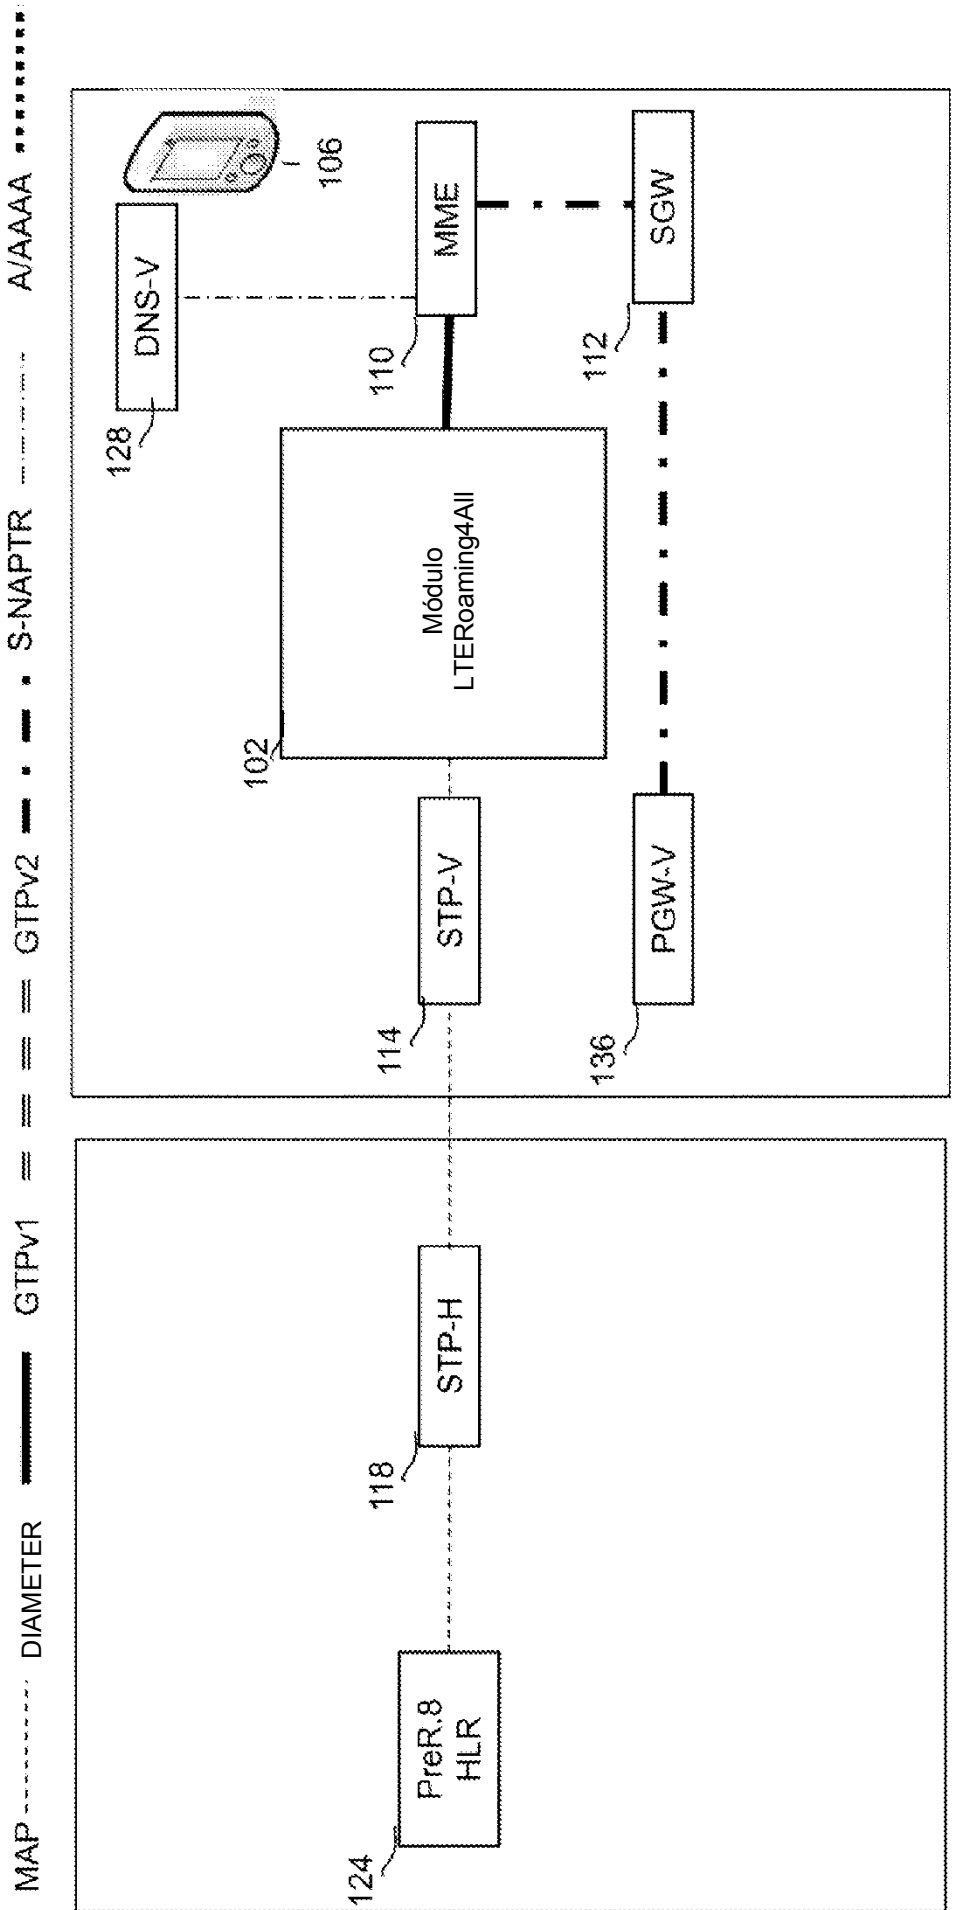 MAP DIAMETER GTPv1 GTPv2 S-NAPTR A/AAAA
DNS-V
128
106
PreR.8
HLR
124
STP-H
118
STP-V
114
Módulo
LTERoaming4All
102
MME
110
PGW-V
136
SGW
112